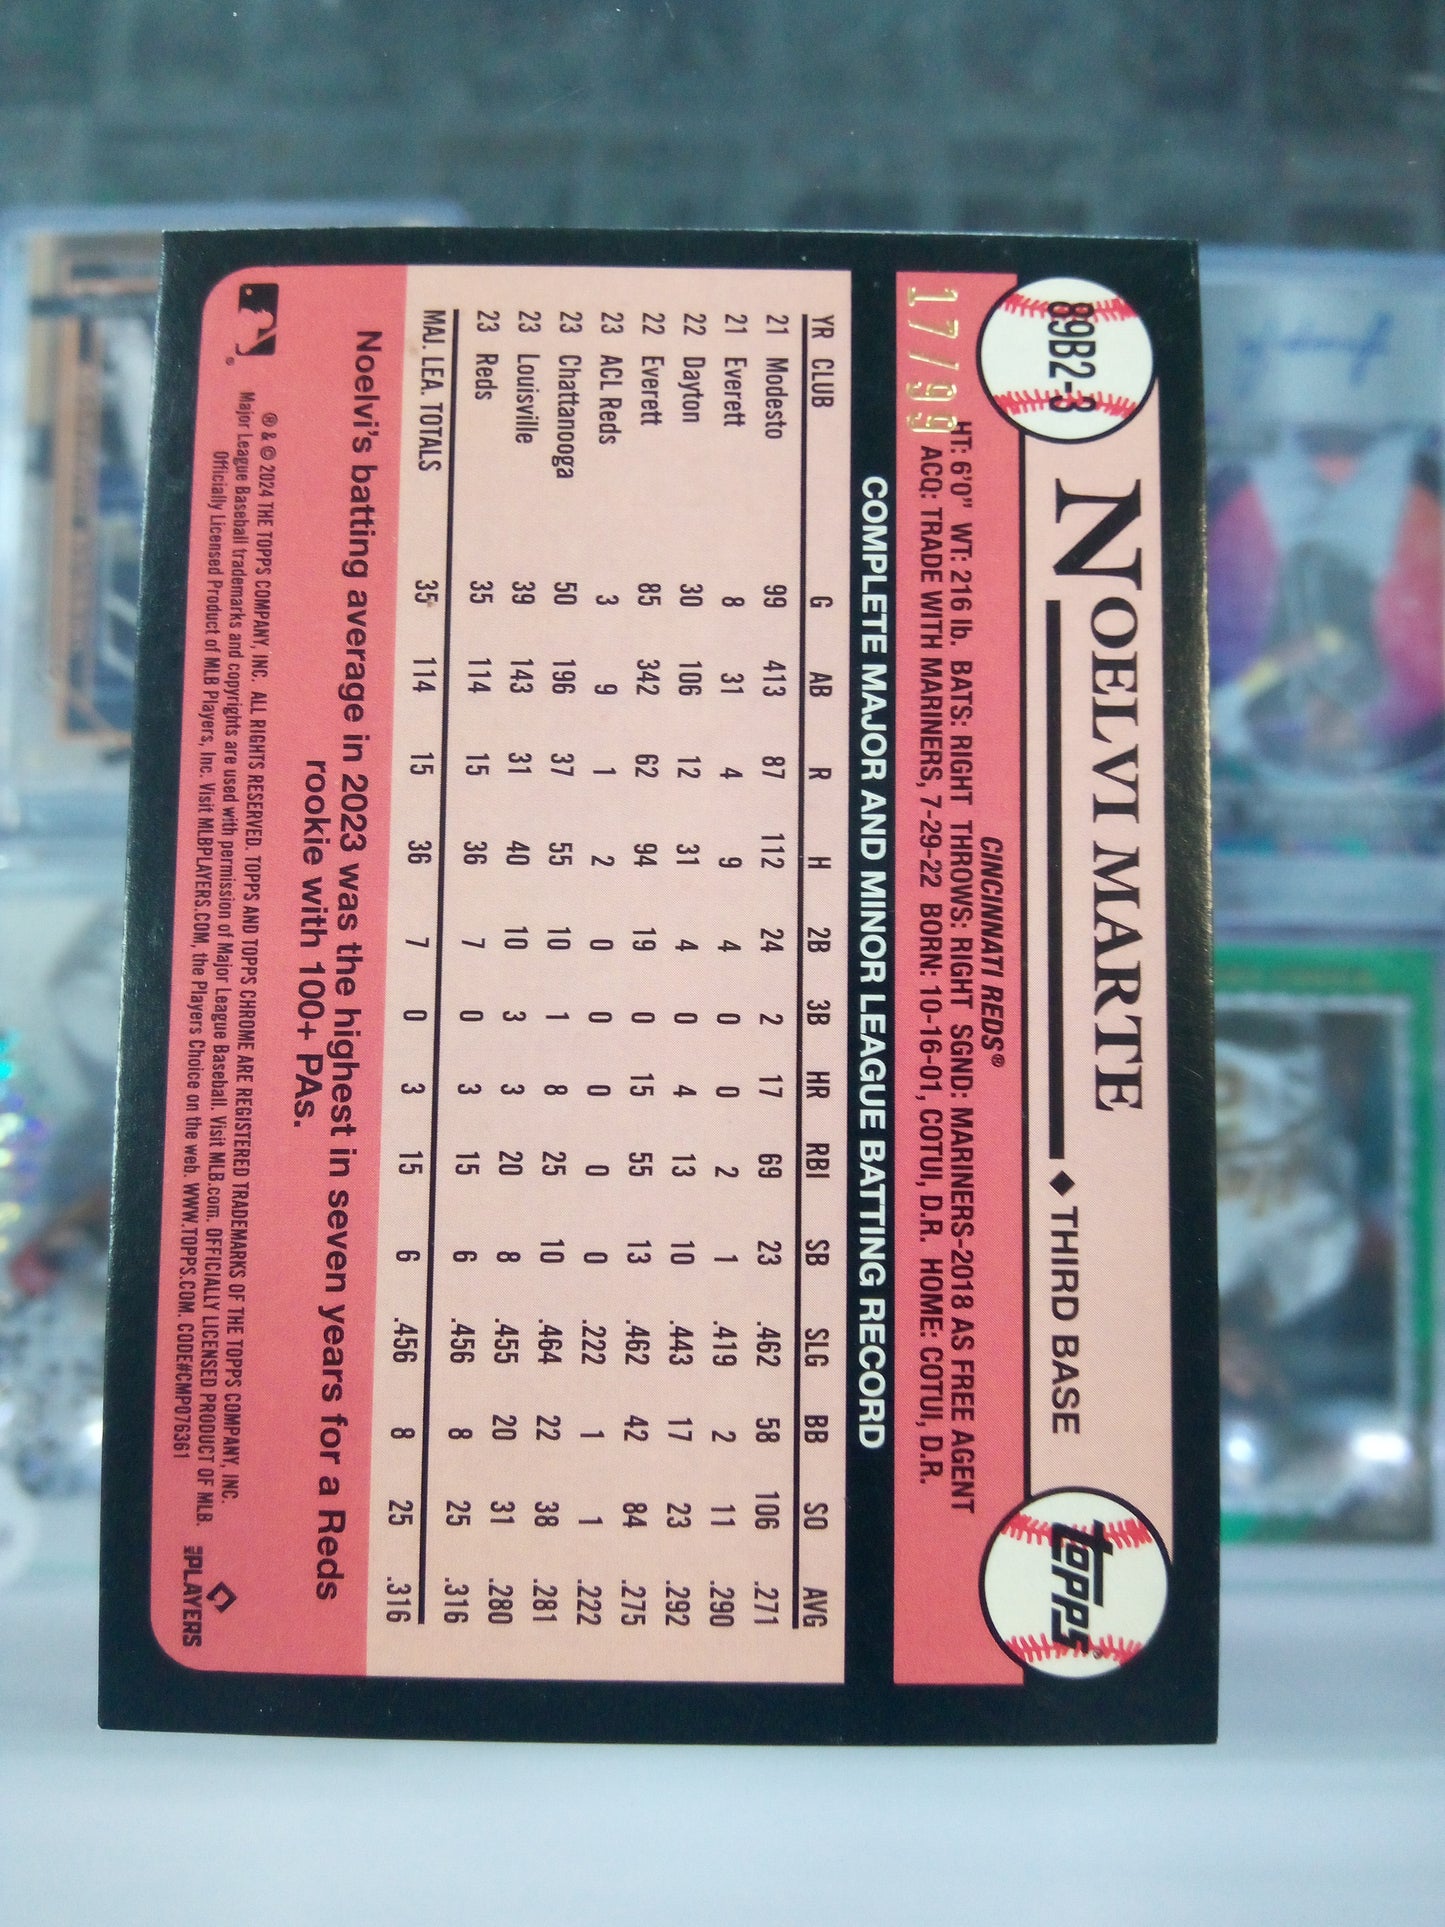 89B2-3
NOELVI MARTE
◆ THIRD BASE
Topps®
CINCINNATI REDS®
HT: 6'0" WT: 216 lb. BATS: RIGHT THROWS: RIGHT SGND: MARINERS-2018 AS FREE AGENT
17/99
ACQ: TRADE WITH MARINERS, 7-29-22 BORN: 10-16-01, COTUI, D.R. HOME: COTUI, D.R.
COMPLETE MAJOR AND MINOR LEAGUE BATTING RECORD
YR CLUB G AB R H 2B 3B HR RBI SB SLG BB SO AVG
21 Modesto 99 413 87 112 24 2 17 69 23 .462 58 106 .271
21 Everett 8 31 4 9 4 0 0 2 1 .419 2 11 .290
22 Dayton 30 106 12 31 4 0 4 13 10 .443 17 23 .292
22 Everett 85 342 62 94 19 0 15 55 13 .462 42 84 .275
23 ACL Reds 3 9 1 2 0 0 0 0 0 .222 1 1 .222
23 Chattanooga 50 196 37 55 10 1 8 25 10 .464 22 38 .281
23 Louisville 39 143 31 40 10 3 3 20 8 .455 20 31 .280
23 Reds 35 114 15 36 7 0 3 15 6 .456 8 25 .316
MAJ. LEA. TOTALS 35 114 15 36 7 0 3 15 6 .456 8 25 .316
Noelvi's batting average in 2023 was the highest in seven years for a Reds
rookie with 100+ PAs.
® & © 2024 THE TOPPS COMPANY, INC. ALL RIGHTS RESERVED. TOPPS AND TOPPS CHROME ARE REGISTERED TRADEMARKS OF THE TOPPS COMPANY, INC.
Major League Baseball trademarks and copyrights are used with permission of Major League Baseball. Visit MLB.com. OFFICIALLY LICENSED PRODUCT OF MLB.
Officially Licensed Product of MLB Players, Inc. Visit MLBPLAYERS.COM, the Players Choice on the web. WWW.TOPPS.COM. CODE#CMP076361
MLB PLAYERS